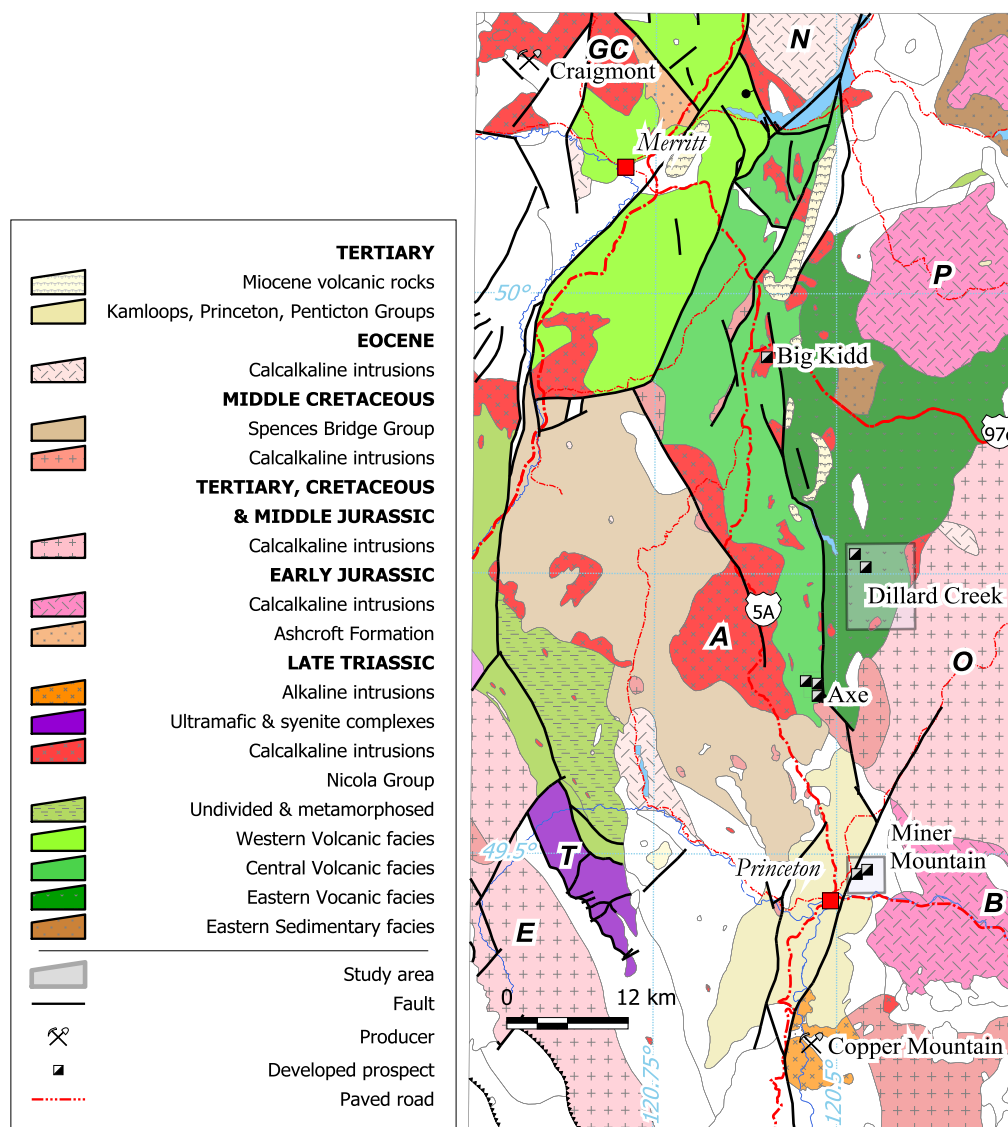 TERTIARY
Miocene volcanic rocks
Kamloops, Princeton, Penticton Groups
EOCENE
Calcalkaline intrusions
MIDDLE CRETACEOUS
Spences Bridge Group
Calcalkaline intrusions
TERTIARY, CRETACEOUS
& MIDDLE JURASSIC
Calcalkaline intrusions
EARLY JURASSIC
Calcalkaline intrusions
Ashcroft Formation
LATE TRIASSIC
Alkaline intrusions
Ultramafic & syenite complexes
Calcalkaline intrusions
Nicola Group
Undivided & metamorphosed
Western Volcanic facies
Central Volcanic facies
Eastern Vocanic facies
Eastern Sedimentary facies
Study area
Fault
Producer
Developed prospect
Paved road
GC
N
Craigmont
Merritt
P
50°
Big Kidd
97c
Dillard Creek
5A
A
O
Axe
Miner
Mountain
49.5°
T
Princeton
B
E
0
12 km
Copper Mountain
120.75°
120.5°